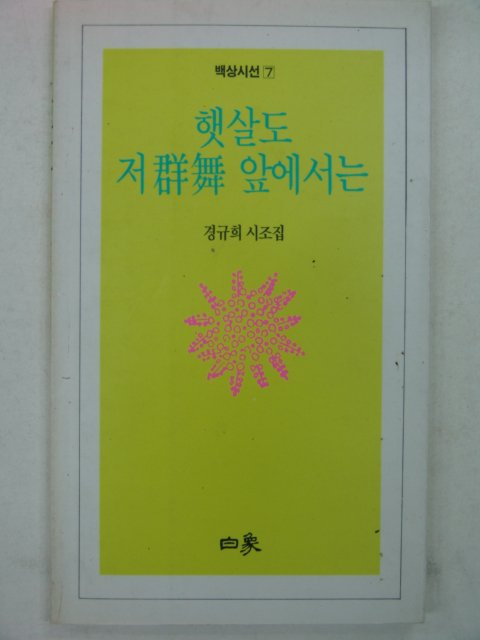 백상시선 7
햇살도
저 群舞 앞에서는
경규희 시조집
白象